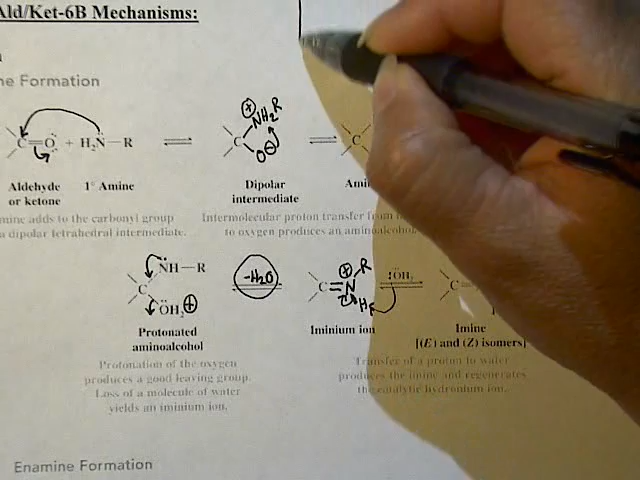 Ald/Ket-6B Mechanisms:
ne Formation
C=O: + H₂N̈—R
⊕ NH₂R
C
O⊖
C
Aldehyde
or ketone
1° Amine
Dipolar
intermediate
Ami
mine adds to the carbonyl group
a dipolar tetrahedral intermediate.
Intermolecular proton transfer from
to oxygen produces an aminoalcohol.
N̈H—R
C
ÖH₂⊕
-H₂O
⊕ R
C=N
H
:ÖH₂
C=
Protonated
aminoalcohol
Iminium ion
Imine
[(E) and (Z) isomers]
Protonation of the oxygen
produces a good leaving group.
Loss of a molecule of water
yields an iminium ion.
Transfer of a proton to water
produces the imine and regenerates
the catalytic hydronium ion.
Enamine Formation